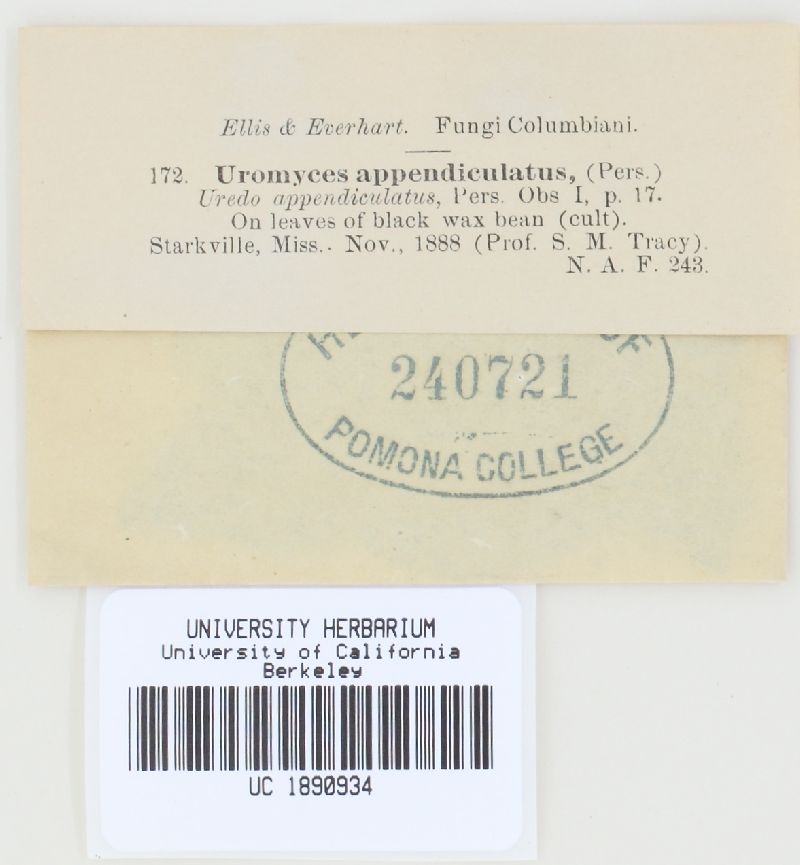 Ellis & Everhart. Fungi Columbiani.
172. Uromyces appendiculatus, (Pers.)
Uredo appendiculatus, Pers. Obs I, p. 17.
On leaves of black wax bean (cult).
Starkville, Miss.. Nov., 1888 (Prof. S. M. Tracy).
N. A. F. 243.
240721
POMONA COLLEGE
UNIVERSITY HERBARIUM
University of California
Berkeley
UC 1890934